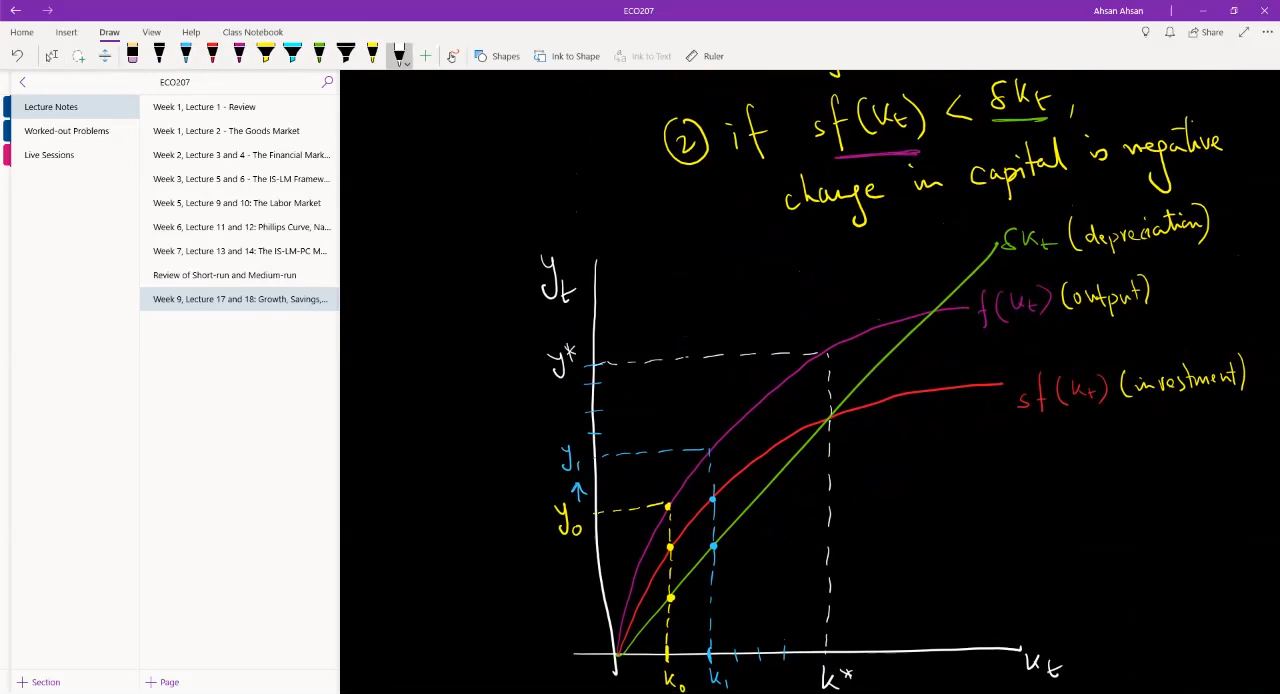 ECO207
Ahsan Ahsan
Home Insert Draw View Help Class Notebook
Share
Shapes Ink to Shape Ink to Text Ruler
ECO207
Lecture Notes
Worked-out Problems
Live Sessions
Week 1, Lecture 1 - Review
Week 1, Lecture 2 - The Goods Market
Week 2, Lecture 3 and 4 - The Financial Mark...
Week 3, Lecture 5 and 6 - The IS-LM Framew...
Week 5, Lecture 9 and 10: The Labor Market
Week 6, Lecture 11 and 12: Phillips Curve, Na...
Week 7, Lecture 13 and 14: The IS-LM-PC M...
Review of Short-run and Medium-run
Week 9, Lecture 17 and 18: Growth, Savings,...
+ Section
+ Page
② if sf(kt) < δkt,
change in capital is negative
δkt (depreciation)
yt
f(kt) (output)
y*
sf(kt) (investment)
y1
↑
y0
k0 k1 k* kt